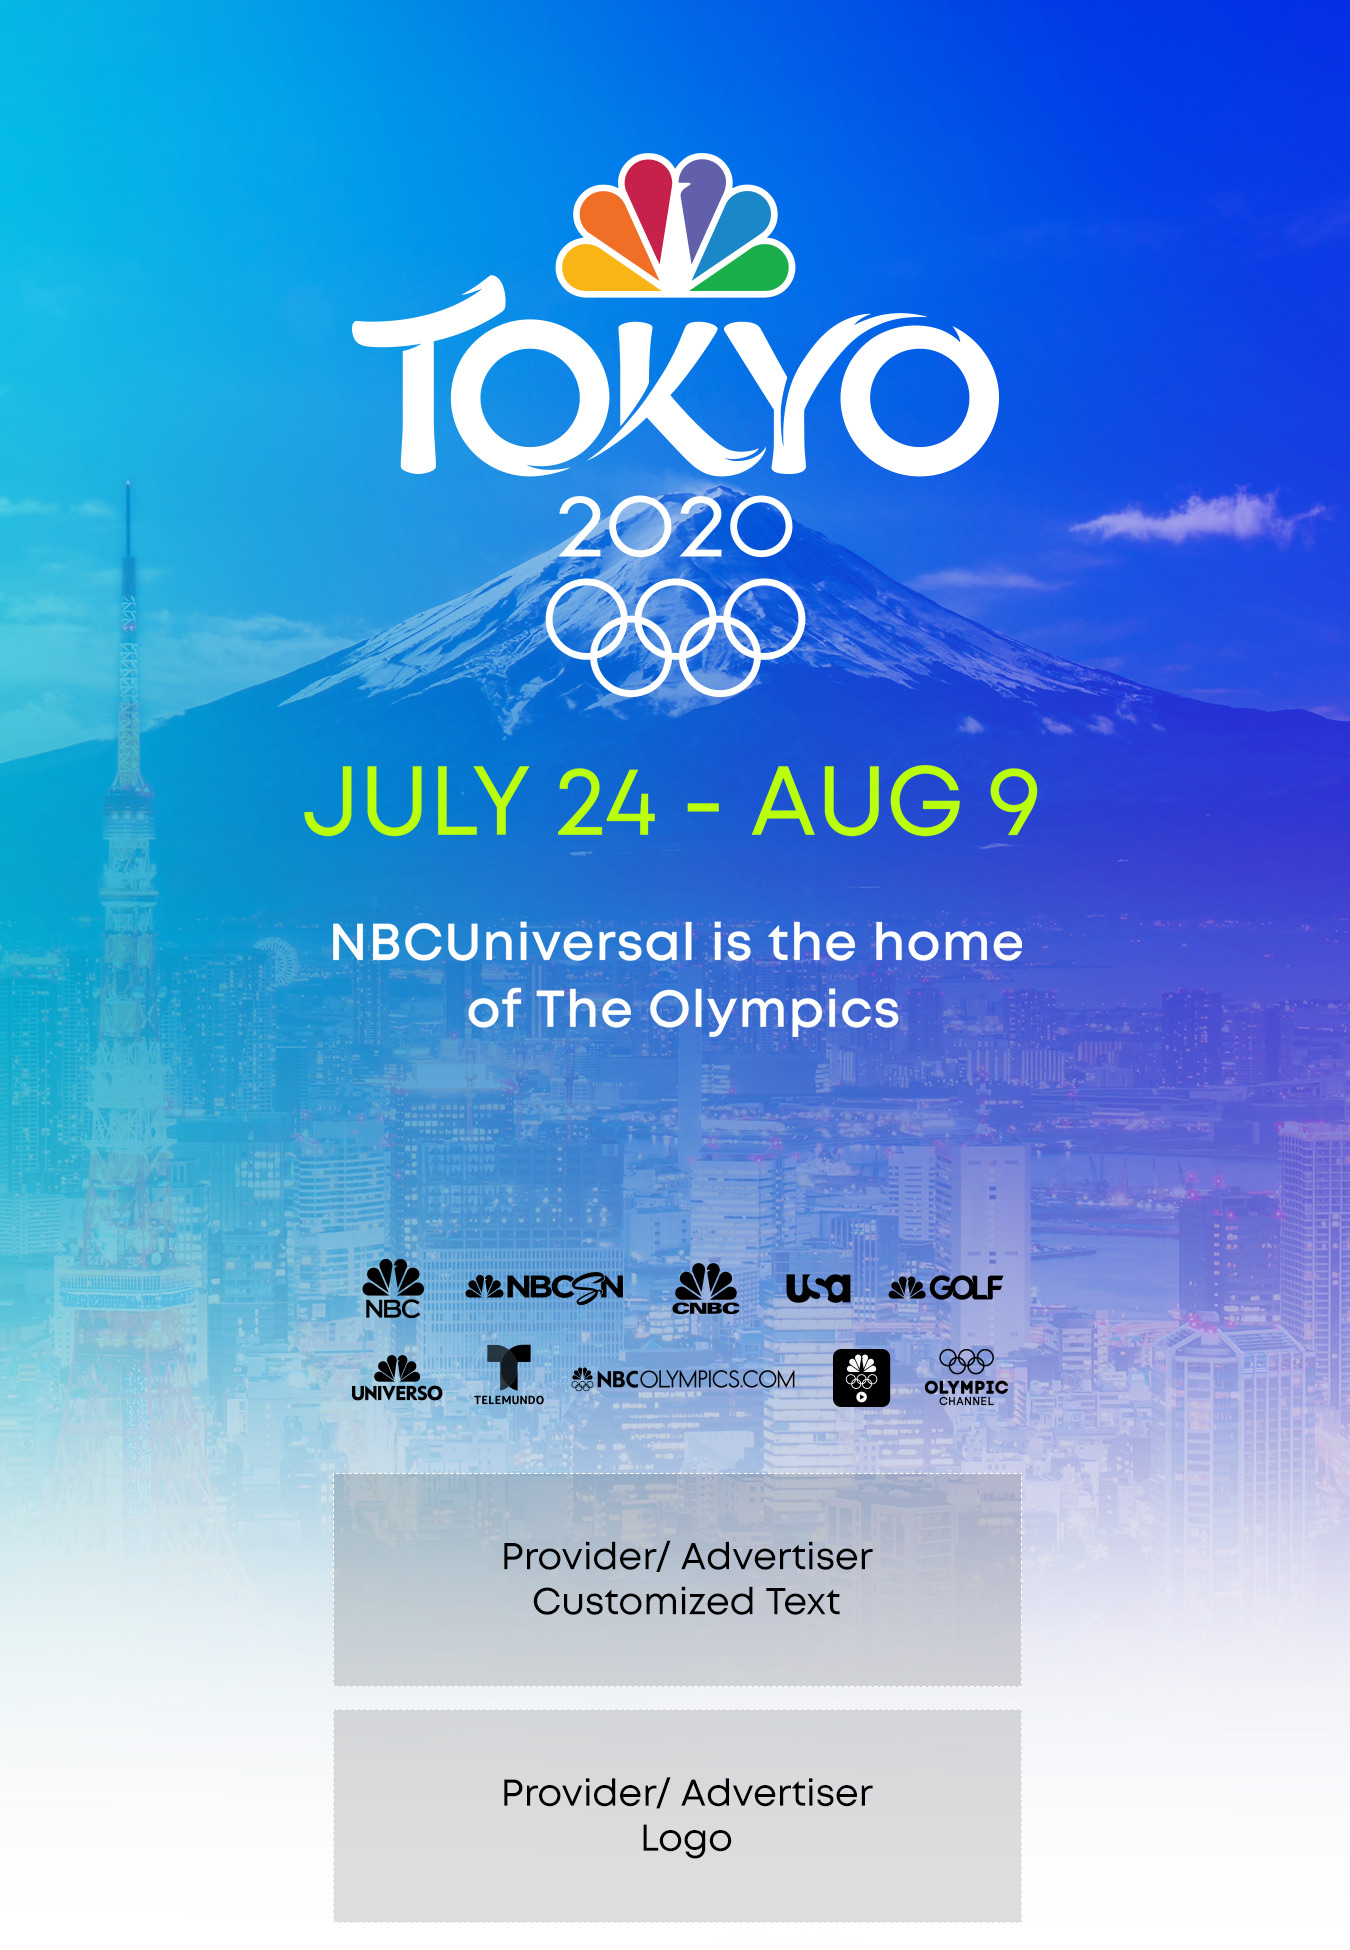 TOKYO
2020
JULY 24 - AUG 9
NBCUniversal is the home
of The Olympics
NBC NBCSN CNBC USA GOLF
UNIVERSO TELEMUNDO NBCOLYMPICS.COM OLYMPIC
CHANNEL
Provider/ Advertiser
Customized Text
Provider/ Advertiser
Logo